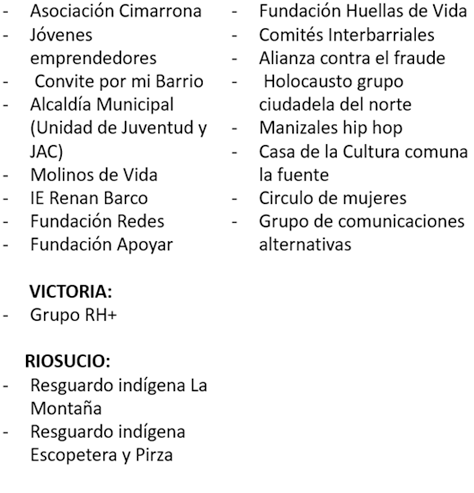 - Asociación Cimarrona
- Jóvenes
emprendedores
- Convite por mi Barrio
- Alcaldía Municipal
(Unidad de Juventud y
JAC)
- Molinos de Vida
- IE Renan Barco
- Fundación Redes
- Fundación Apoyar
VICTORIA:
- Grupo RH+
RIOSUCIO:
- Resguardo indígena La
Montaña
- Resguardo indígena
Escopetera y Pirza
- Fundación Huellas de Vida
- Comités Interbarriales
- Alianza contra el fraude
- Holocausto grupo
ciudadela del norte
- Manizales hip hop
- Casa de la Cultura comuna
la fuente
- Circulo de mujeres
- Grupo de comunicaciones
alternativas